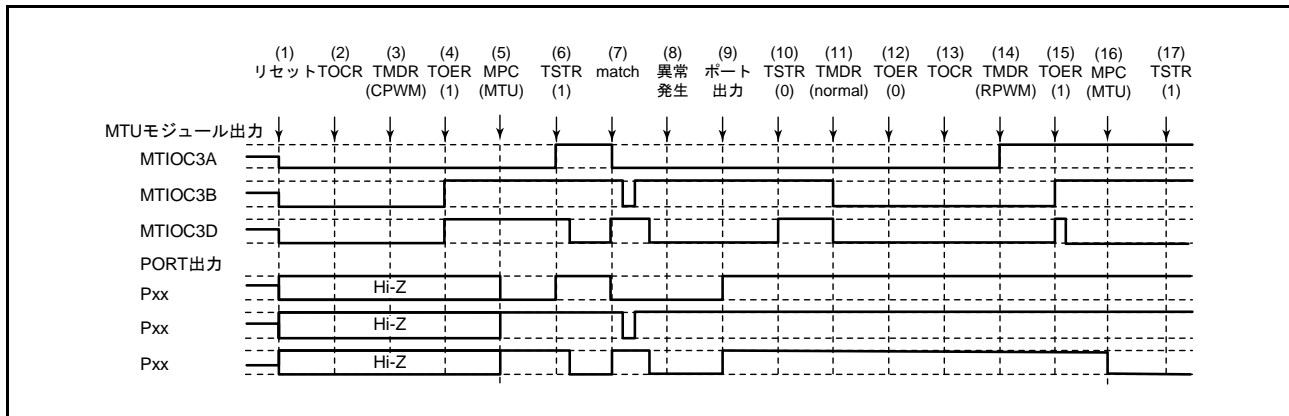 (1) (2) (3) (4) (5) (6) (7) (8) (9) (10) (11) (12) (13) (14) (15) (16) (17)
リセット TOCR TMDR TOER MPC TSTR match 異常 ポート TSTR TMDR TOER TOCR TMDR TOER MPC TSTR
(CPWM) (1) (MTU) (1) 発生 出力 (0) (normal) (0) (RPWM) (1) (MTU) (1)
MTUモジュール出力
MTIOC3A
MTIOC3B
MTIOC3D
PORT出力
Hi-Z
Pxx
Hi-Z
Pxx
Hi-Z
Pxx